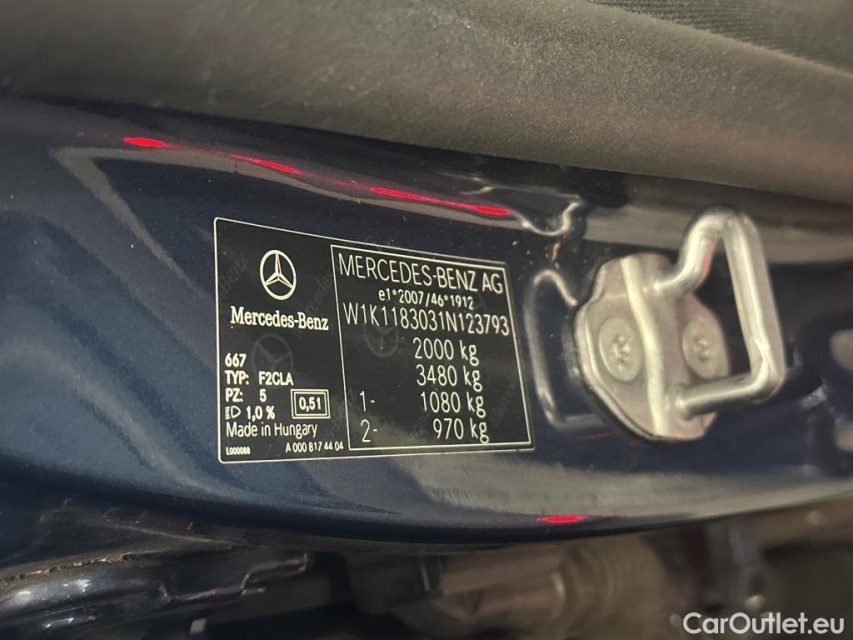 Mercedes-Benz
667
TYP: F2CLA
PZ: 5
D 1,0 % 0,51
Made in Hungary
L000088 A 000 817 44 04
MERCEDES-BENZ AG
e1*2007/46*1912
W1K1183031N123793
2000 kg
3480 kg
1- 1080 kg
2- 970 kg
CarOutlet.eu